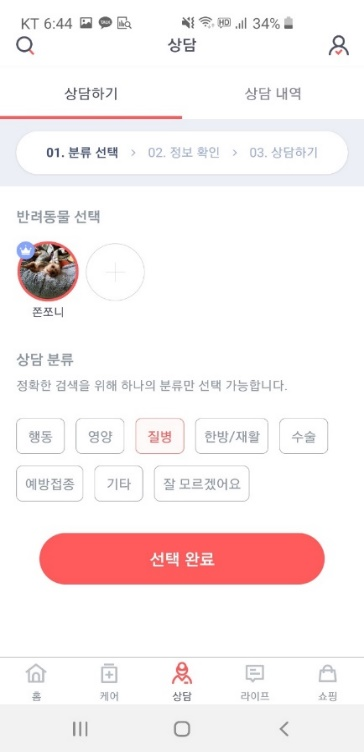 KT 6:44 HD 34%
상담
상담하기 상담 내역
01. 분류 선택 > 02. 정보 확인 > 03. 상담하기
반려동물 선택
쫀쪼니
상담 분류
정확한 검색을 위해 하나의 분류만 선택 가능합니다.
행동 영양 질병 한방/재활 수술
예방접종 기타 잘 모르겠어요
선택 완료
홈 케어 상담 라이프 쇼핑